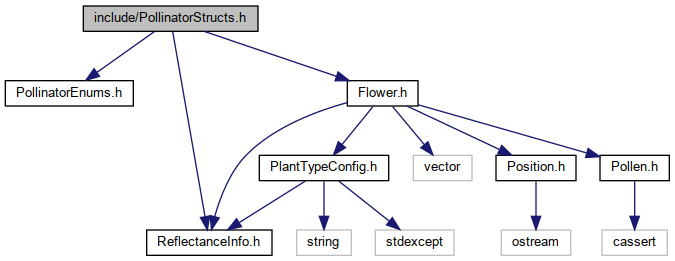 include/PollinatorStructs.h
PollinatorEnums.h
Flower.h
PlantTypeConfig.h
vector
Position.h
Pollen.h
ReflectanceInfo.h
string
stdexcept
ostream
cassert